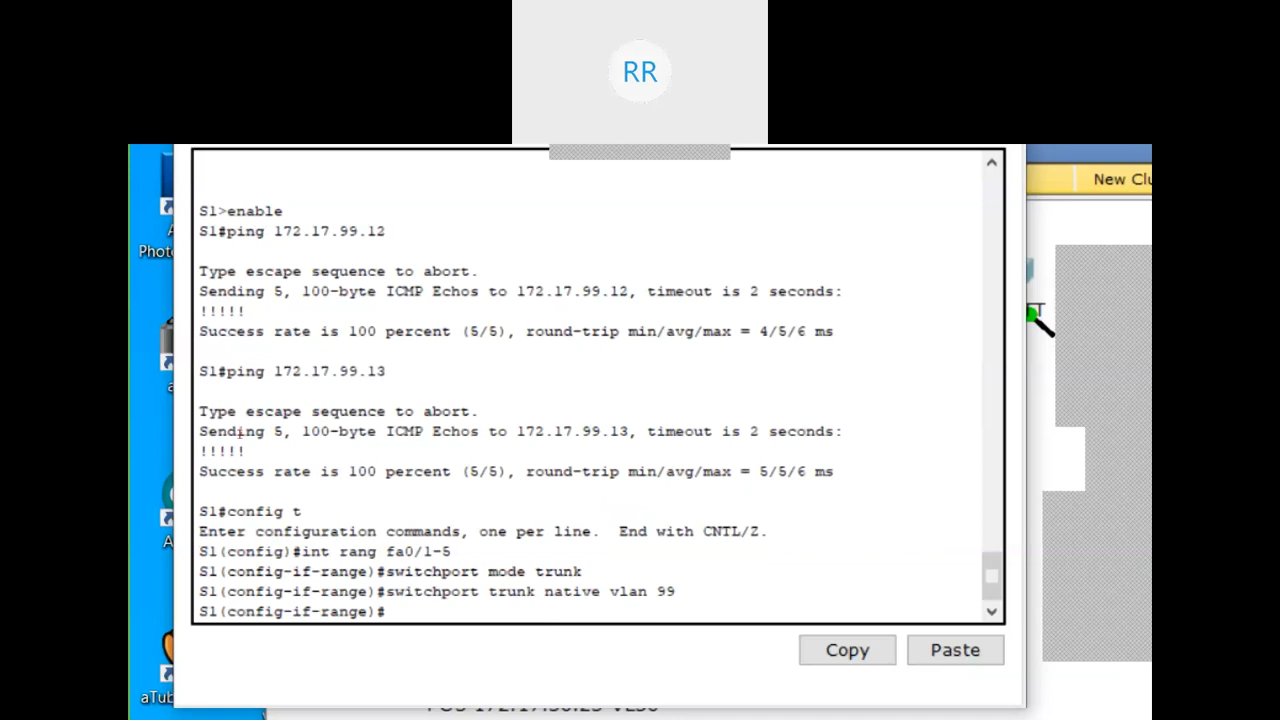 RR
New Clu
S1>enable
S1#ping 172.17.99.12
Type escape sequence to abort.
Sending 5, 100-byte ICMP Echos to 172.17.99.12, timeout is 2 seconds:
!!!!!
Success rate is 100 percent (5/5), round-trip min/avg/max = 4/5/6 ms
S1#ping 172.17.99.13
Type escape sequence to abort.
Sending 5, 100-byte ICMP Echos to 172.17.99.13, timeout is 2 seconds:
!!!!!
Success rate is 100 percent (5/5), round-trip min/avg/max = 5/5/6 ms
S1#config t
Enter configuration commands, one per line.  End with CNTL/Z.
S1(config)#int rang fa0/1-5
S1(config-if-range)#switchport mode trunk
S1(config-if-range)#switchport trunk native vlan 99
S1(config-if-range)#
Copy
Paste
Photo
aTub